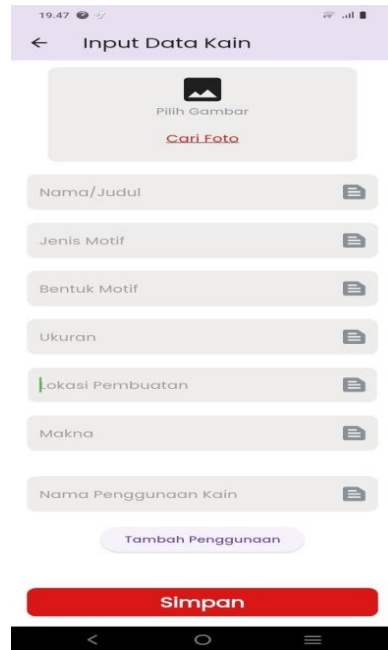 19.47
Input Data Kain
Pilih Gambar
Cari Foto
Nama/Judul
Jenis Motif
Bentuk Motif
Ukuran
Lokasi Pembuatan
Makna
Nama Penggunaan Kain
Tambah Penggunaan
Simpan